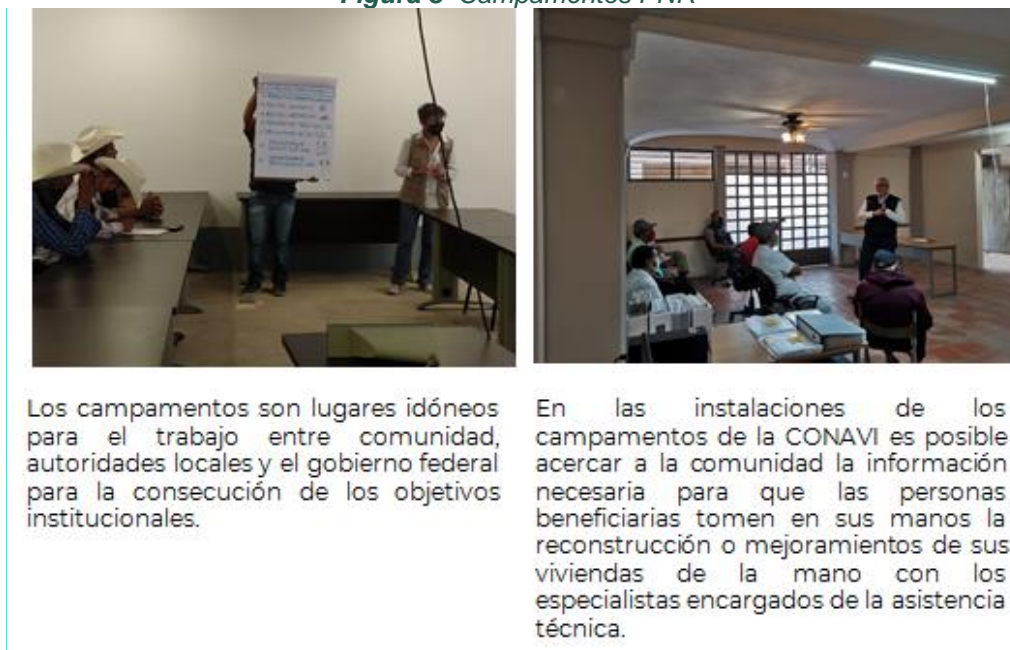 Campamentos PNR
Los campamentos son lugares idóneos
para el trabajo entre comunidad,
autoridades locales y el gobierno federal
para la consecución de los objetivos
institucionales.
En las instalaciones de los
campamentos de la CONAVI es posible
acercar a la comunidad la información
necesaria para que las personas
beneficiarias tomen en sus manos la
reconstrucción o mejoramientos de sus
viviendas de la mano con los
especialistas encargados de la asistencia
técnica.